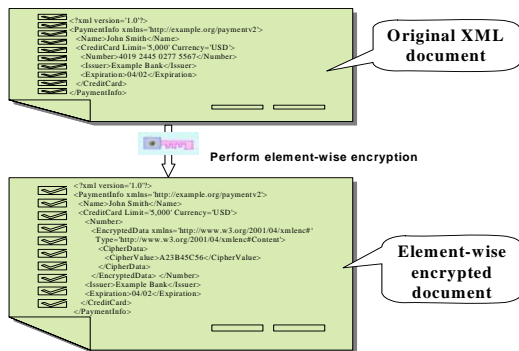 <?xml version='1.0'?>
<PaymentInfo xmlns='http://example.org/paymentv2'>
<Name>John Smith</Name>
<CreditCard Limit='5,000' Currency='USD'>
<Number>4019 2445 0277 5567</Number>
<Issuer>Example Bank</Issuer>
<Expiration>04/02</Expiration>
</CreditCard>
</PaymentInfo>
Original XML
document
Perform element-wise encryption
<?xml version='1.0'?>
<PaymentInfo xmlns='http://example.org/paymentv2'>
<Name>John Smith</Name>
<CreditCard Limit='5,000' Currency='USD'>
<Number>
<EncryptedData xmlns='http://www.w3.org/2001/04/xmlenc#'
Type='http://www.w3.org/2001/04/xmlenc#Content'>
<CipherData>
<CipherValue>A23B45C56</CipherValue>
</CipherData>
</EncryptedData> </Number>
<Issuer>Example Bank</Issuer>
<Expiration>04/02</Expiration>
</CreditCard>
</PaymentInfo>
Element-wise
encrypted
document